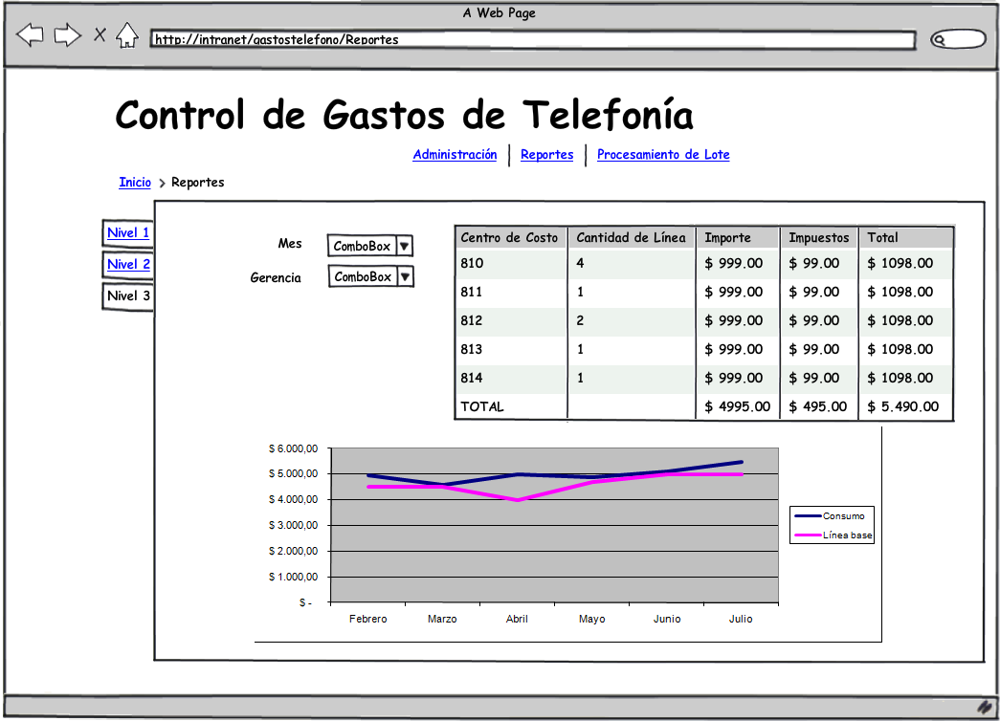 A Web Page
http://intranet/gastostelefono/Reportes
Control de Gastos de Telefonía
Administración Reportes Procesamiento de Lote
Inicio > Reportes
Nivel 1
Nivel 2
Nivel 3
Mes ComboBox
Gerencia ComboBox
Centro de Costo Cantidad de Línea Importe Impuestos Total
810 4 $ 999.00 $ 99.00 $ 1098.00
811 1 $ 999.00 $ 99.00 $ 1098.00
812 2 $ 999.00 $ 99.00 $ 1098.00
813 1 $ 999.00 $ 99.00 $ 1098.00
814 1 $ 999.00 $ 99.00 $ 1098.00
TOTAL $ 4995.00 $ 495.00 $ 5.490.00
$ 6.000,00
$ 5.000,00
$ 4.000,00
$ 3.000,00
$ 2.000,00
$ 1.000,00
$ -
Febrero Marzo Abril Mayo Junio Julio
Consumo
Línea base